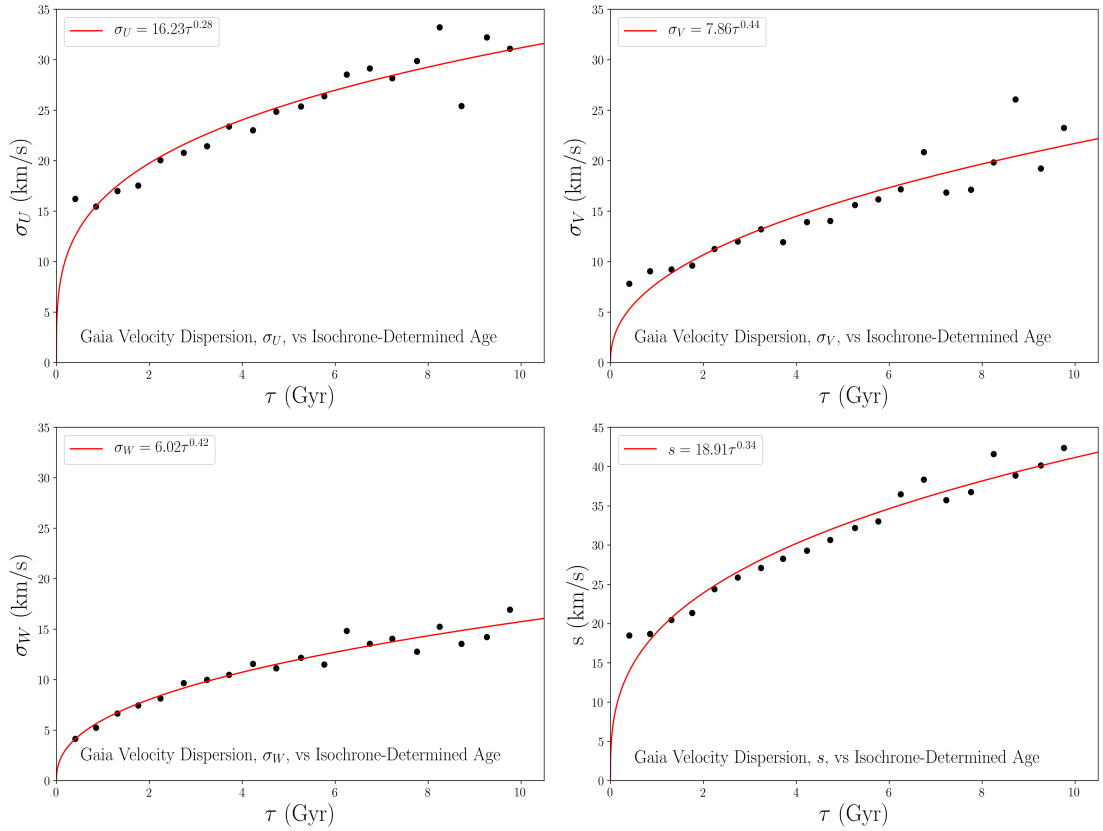 σ_U = 16.23τ^0.28
35
30
25
20
15
10
5
0
σ_U (km/s)
Gaia Velocity Dispersion, σ_U, vs Isochrone-Determined Age
0 2 4 6 8 10
τ (Gyr)
σ_V = 7.86τ^0.44
35
30
25
20
15
10
5
0
σ_V (km/s)
Gaia Velocity Dispersion, σ_V, vs Isochrone-Determined Age
0 2 4 6 8 10
τ (Gyr)
σ_W = 6.02τ^0.42
35
30
25
20
15
10
5
0
σ_W (km/s)
Gaia Velocity Dispersion, σ_W, vs Isochrone-Determined Age
0 2 4 6 8 10
τ (Gyr)
s = 18.91τ^0.34
45
40
35
30
25
20
15
10
5
0
s (km/s)
Gaia Velocity Dispersion, s, vs Isochrone-Determined Age
0 2 4 6 8 10
τ (Gyr)